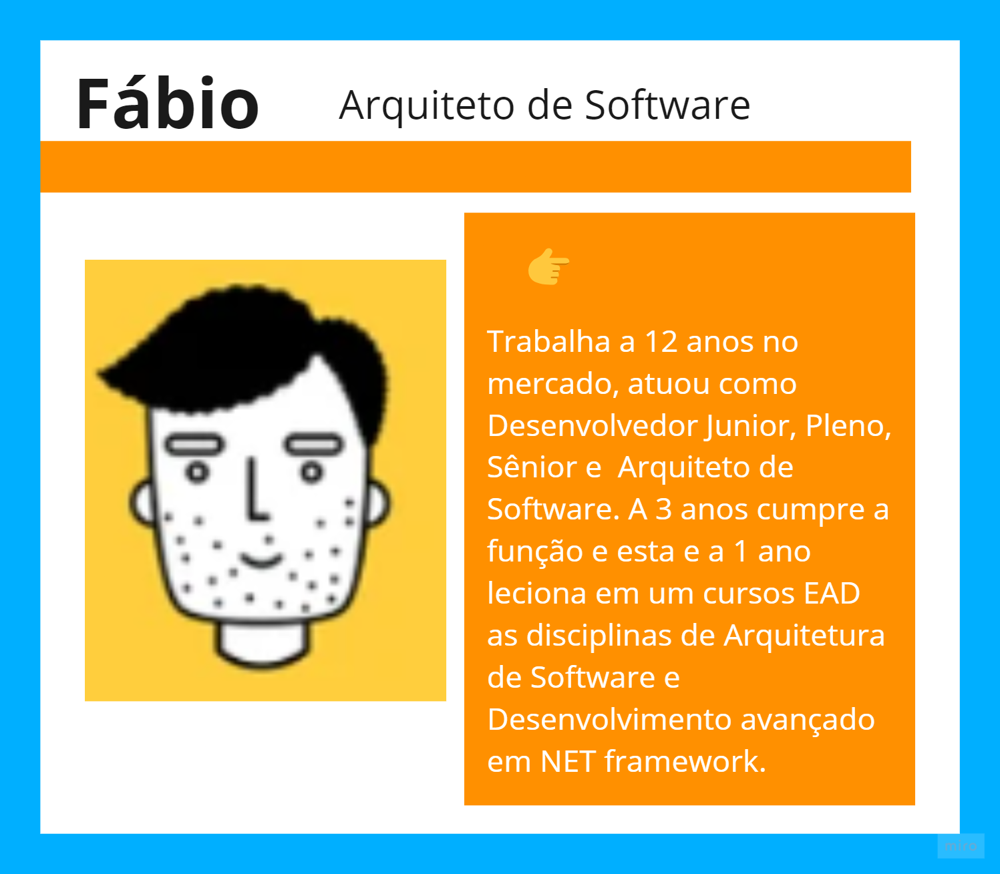 Fábio
Arquiteto de Software
Trabalha a 12 anos no
mercado, atuou como
Desenvolvedor Junior, Pleno,
Sênior e  Arquiteto de
Software. A 3 anos cumpre a
função e esta e a 1 ano
leciona em um cursos EAD
as disciplinas de Arquitetura
de Software e
Desenvolvimento avançado
em NET framework.
miro